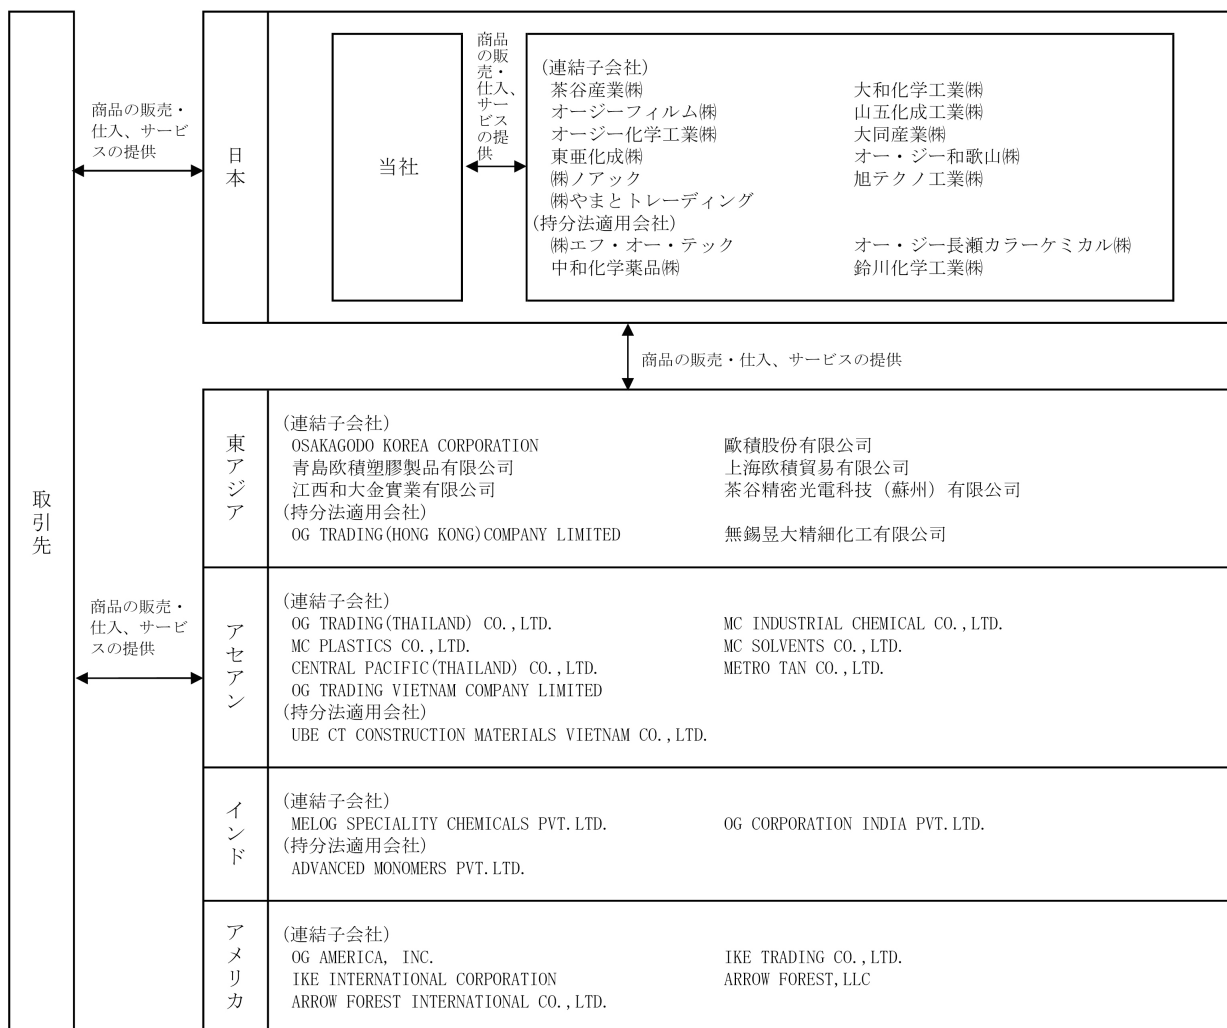 取引先
商品の販売・
仕入、サービ
スの提供
日本
当社
商品
の販
売・
仕入、
サー
ビス
の提
供
(連結子会社)
茶谷産業㈱ 大和化学工業㈱
オージーフィルム㈱ 山五化成工業㈱
オージー化学工業㈱ 大同産業㈱
東亜化成㈱ オー・ジー和歌山㈱
㈱ノアック 旭テクノ工業㈱
㈱やまとトレーディング
(持分法適用会社)
㈱エフ・オー・テック オー・ジー長瀬カラーケミカル㈱
中和化学薬品㈱ 鈴川化学工業㈱
商品の販売・仕入、サービスの提供
商品の販売・
仕入、サービ
スの提供
東アジア
(連結子会社)
OSAKAGODO KOREA CORPORATION 歐積股份有限公司
青島欧積塑膠製品有限公司 上海欧積貿易有限公司
江西和大金實業有限公司 茶谷精密光電科技（蘇州）有限公司
(持分法適用会社)
OG TRADING(HONG KONG)COMPANY LIMITED 無錫昱大精細化工有限公司
アセアン
(連結子会社)
OG TRADING(THAILAND) CO.,LTD. MC INDUSTRIAL CHEMICAL CO.,LTD.
MC PLASTICS CO.,LTD. MC SOLVENTS CO.,LTD.
CENTRAL PACIFIC(THAILAND) CO.,LTD. METRO TAN CO.,LTD.
OG TRADING VIETNAM COMPANY LIMITED
(持分法適用会社)
UBE CT CONSTRUCTION MATERIALS VIETNAM CO.,LTD.
インド
(連結子会社)
MELOG SPECIALITY CHEMICALS PVT.LTD. OG CORPORATION INDIA PVT.LTD.
(持分法適用会社)
ADVANCED MONOMERS PVT.LTD.
アメリカ
(連結子会社)
OG AMERICA, INC. IKE TRADING CO.,LTD.
IKE INTERNATIONAL CORPORATION ARROW FOREST,LLC
ARROW FOREST INTERNATIONAL CO.,LTD.